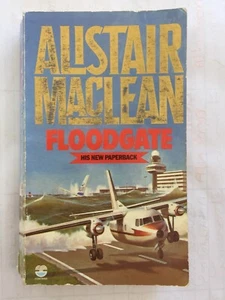 ALISTAIR
MACLEAN
FLOODGATE
HIS NEW PAPERBACK